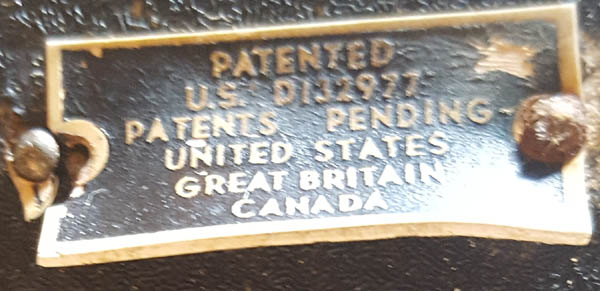 PATENTED
U.S. D132977
PATENTS PENDING
UNITED STATES
GREAT BRITAIN
CANADA